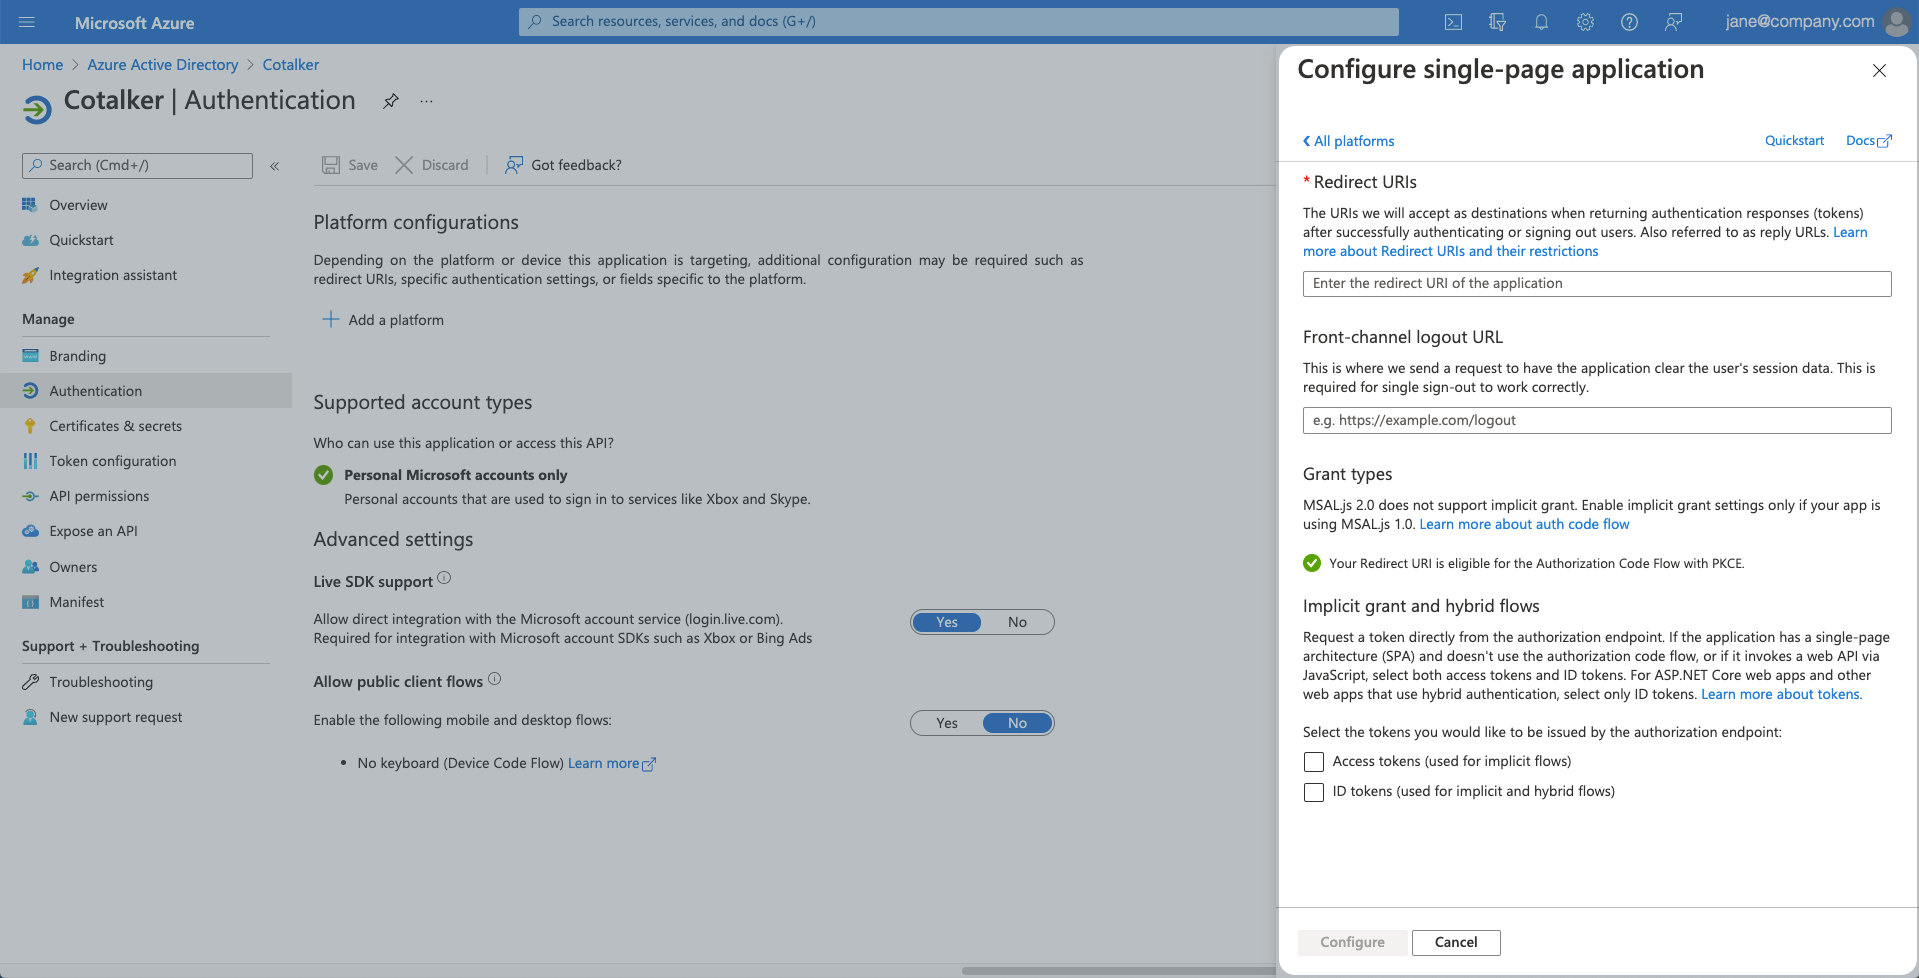 Microsoft Azure
Search resources, services, and docs (G+/)
jane@company.com
Home > Azure Active Directory > Cotalker
Cotalker | Authentication
...
Search (Cmd+/)
«
Overview
Quickstart
Integration assistant
Manage
Branding
Authentication
Certificates & secrets
Token configuration
API permissions
Expose an API
Owners
Manifest
Support + Troubleshooting
Troubleshooting
New support request
Save
Discard
Got feedback?
Platform configurations
Depending on the platform or device this application is targeting, additional configuration may be required such as
redirect URIs, specific authentication settings, or fields specific to the platform.
Add a platform
Supported account types
Who can use this application or access this API?
Personal Microsoft accounts only
Personal accounts that are used to sign in to services like Xbox and Skype.
Advanced settings
Live SDK support
Allow direct integration with the Microsoft account service (login.live.com).
Required for integration with Microsoft account SDKs such as Xbox or Bing Ads
Yes No
Allow public client flows
Enable the following mobile and desktop flows:
Yes No
• No keyboard (Device Code Flow) Learn more
Configure single-page application
All platforms
Quickstart
Docs
* Redirect URIs
The URIs we will accept as destinations when returning authentication responses (tokens)
after successfully authenticating or signing out users. Also referred to as reply URLs. Learn
more about Redirect URIs and their restrictions
Enter the redirect URI of the application
Front-channel logout URL
This is where we send a request to have the application clear the user's session data. This is
required for single sign-out to work correctly.
e.g. https://example.com/logout
Grant types
MSAL.js 2.0 does not support implicit grant. Enable implicit grant settings only if your app is
using MSAL.js 1.0. Learn more about auth code flow
Your Redirect URI is eligible for the Authorization Code Flow with PKCE.
Implicit grant and hybrid flows
Request a token directly from the authorization endpoint. If the application has a single-page
architecture (SPA) and doesn't use the authorization code flow, or if it invokes a web API via
JavaScript, select both access tokens and ID tokens. For ASP.NET Core web apps and other
web apps that use hybrid authentication, select only ID tokens. Learn more about tokens.
Select the tokens you would like to be issued by the authorization endpoint:
Access tokens (used for implicit flows)
ID tokens (used for implicit and hybrid flows)
Configure
Cancel